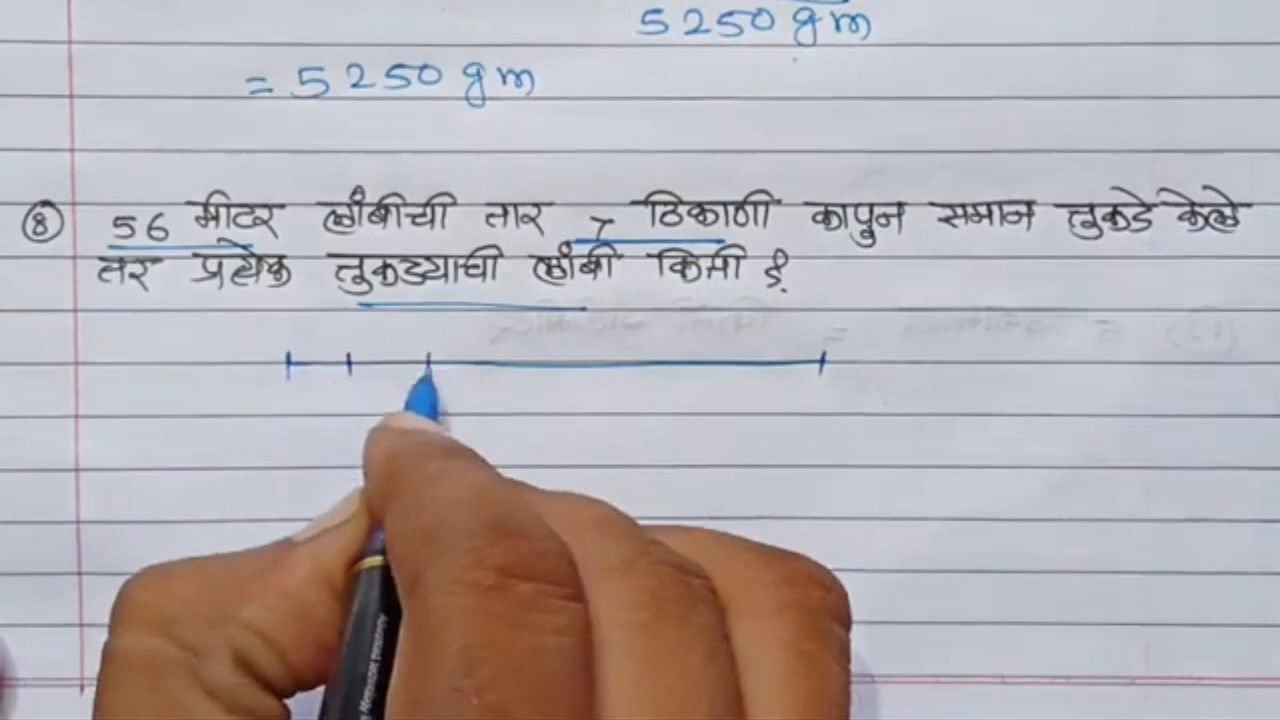 5250 gm
= 5250 gm
⑧ 56 मीटर लांबीची तार 7 ठिकाणी कापुन समान तुकडे केले
तर प्रत्येक तुकड्याची लांबी किती ?